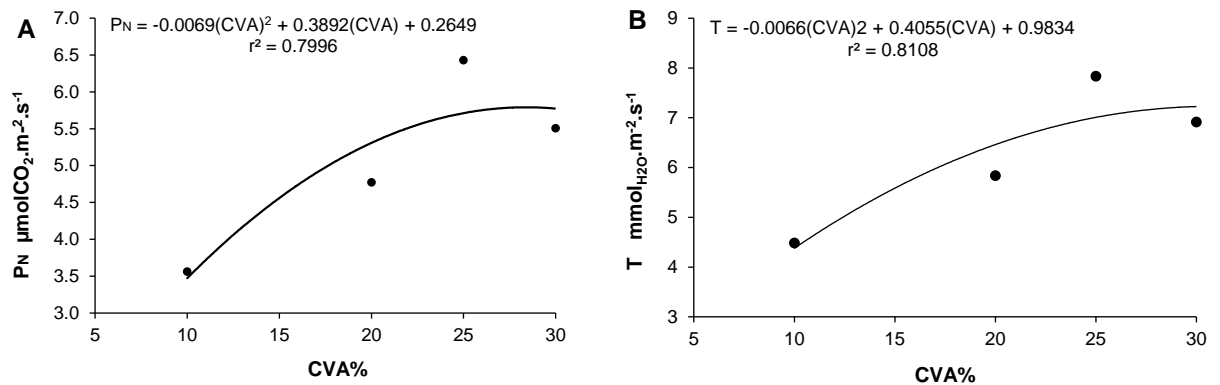 A
P_N = -0.0069(CVA)² + 0.3892(CVA) + 0.2649
r² = 0.7996
7.0
6.5
6.0
5.5
5.0
4.5
4.0
3.5
3.0
5
10
15
20
25
30
P_N µmolCO₂.m-².s⁻¹
CVA%
B
T = -0.0066(CVA)2 + 0.4055(CVA) + 0.9834
r² = 0.8108
9
8
7
6
5
4
3
5
10
15
20
25
30
T mmol_H2O.m⁻².s⁻¹
CVA%